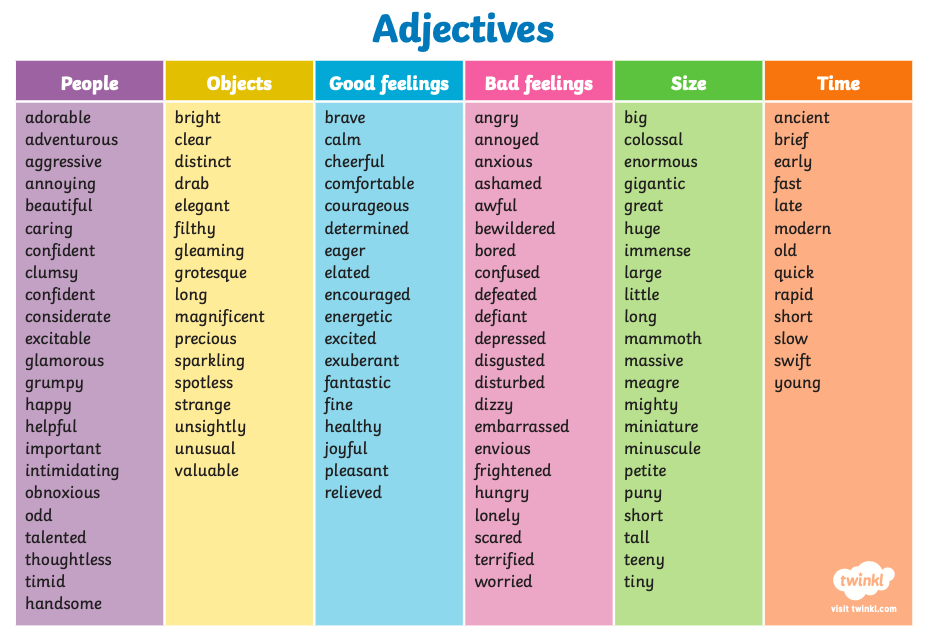 Adjectives
People
adorable
adventurous
aggressive
annoying
beautiful
caring
confident
clumsy
confident
considerate
excitable
glamorous
grumpy
happy
helpful
important
intimidating
obnoxious
odd
talented
thoughtless
timid
handsome
Objects
bright
clear
distinct
drab
elegant
filthy
gleaming
grotesque
long
magnificent
precious
sparkling
spotless
strange
unsightly
unusual
valuable
Good feelings
brave
calm
cheerful
comfortable
courageous
determined
eager
elated
encouraged
energetic
excited
exuberant
fantastic
fine
healthy
joyful
pleasant
relieved
Bad feelings
angry
annoyed
anxious
ashamed
awful
bewildered
bored
confused
defeated
defiant
depressed
disgusted
disturbed
dizzy
embarrassed
envious
frightened
hungry
lonely
scared
terrified
worried
Size
big
colossal
enormous
gigantic
great
huge
immense
large
little
long
mammoth
massive
meagre
mighty
miniature
minuscule
petite
puny
short
tall
teeny
tiny
Time
ancient
brief
early
fast
late
modern
old
quick
rapid
short
slow
swift
young
twinkl
visit twinkl.com